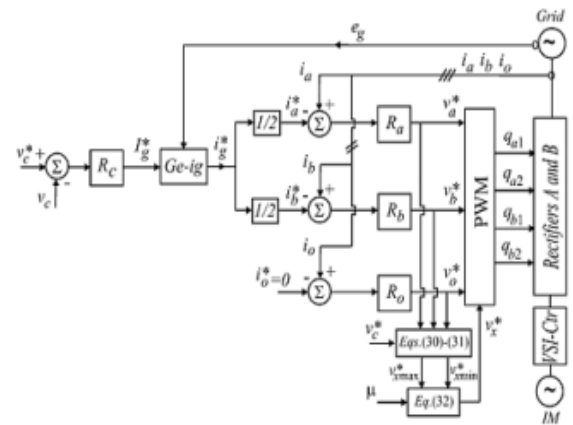 Grid
~
e_g
i_a i_b i_o
i_a
v_a*
1/2
i_a* -
+
Σ
R_a
q_a1
v_c* +
Σ
R_c
I_g*
Ge-ig
i_g*
-
v_c
q_a2
PWM
Rectifiers A and B
i_b
v_b*
1/2
i_b* -
+
Σ
R_b
q_b1
q_b2
i_o
v_o*
i_o*=0
-
+
Σ
R_o
v_x*
v_c*
Eqs.(30)-(31)
VSI-Ctr
v_xmax*
v_xmin*
μ
Eq.(32)
~
IM